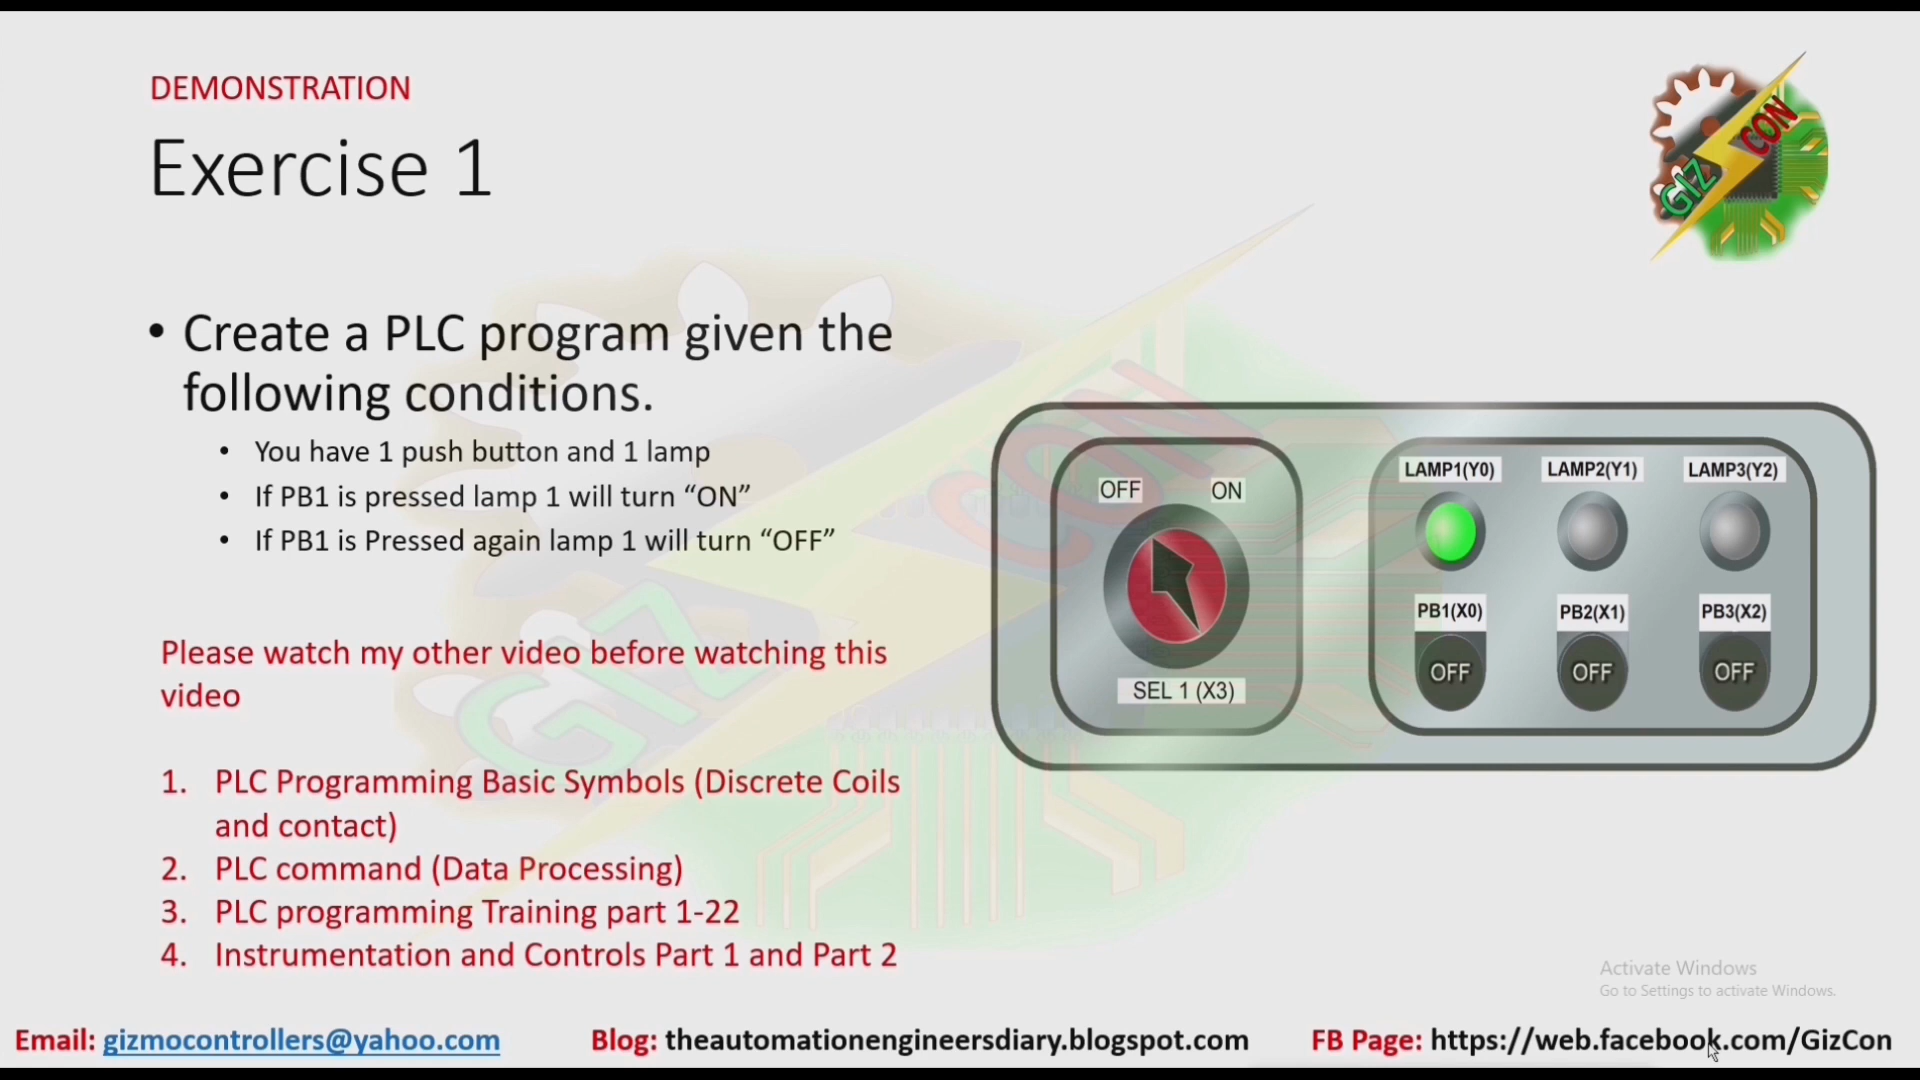 DEMONSTRATION
Exercise 1
GIZ CON
• Create a PLC program given the
following conditions.
• You have 1 push button and 1 lamp
• If PB1 is pressed lamp 1 will turn “ON”
• If PB1 is Pressed again lamp 1 will turn “OFF”
Please watch my other video before watching this
video
1. PLC Programming Basic Symbols (Discrete Coils
and contact)
2. PLC command (Data Processing)
3. PLC programming Training part 1-22
4. Instrumentation and Controls Part 1 and Part 2
GIZ CON
OFF ON
SEL 1 (X3)
LAMP1(Y0) LAMP2(Y1) LAMP3(Y2)
PB1(X0) PB2(X1) PB3(X2)
OFF OFF OFF
Activate Windows
Go to Settings to activate Windows.
Email: gizmocontrollers@yahoo.com Blog: theautomationengineersdiary.blogspot.com FB Page: https://web.facebook.com/GizCon